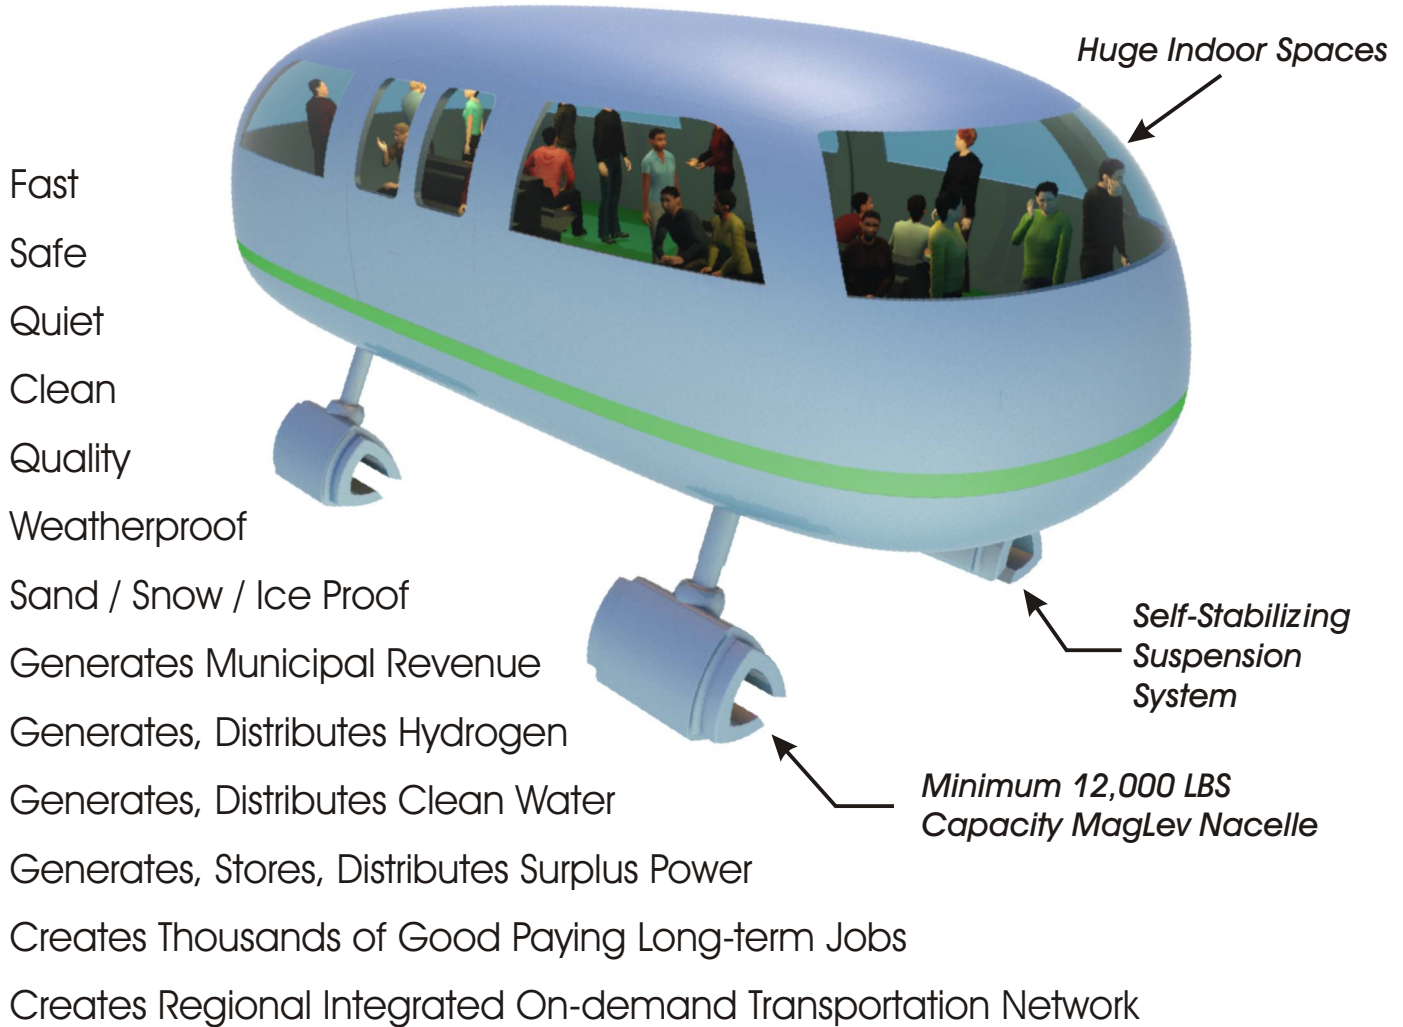 Huge Indoor Spaces
Fast
Safe
Quiet
Clean
Quality
Weatherproof
Sand / Snow / Ice Proof
Generates Municipal Revenue
Generates, Distributes Hydrogen
Generates, Distributes Clean Water
Generates, Stores, Distributes Surplus Power
Creates Thousands of Good Paying Long-term Jobs
Creates Regional Integrated On-demand Transportation Network
Self-Stabilizing
Suspension
System
Minimum 12,000 LBS
Capacity MagLev Nacelle